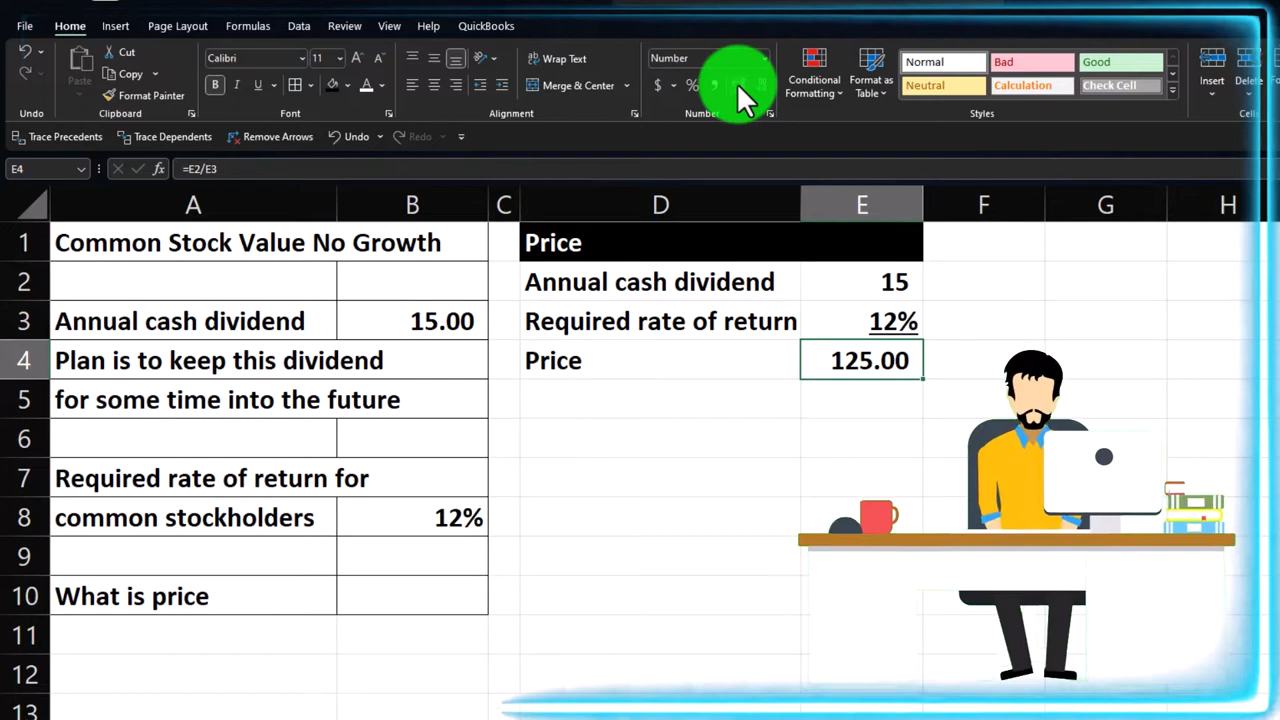 File Home Insert Page Layout Formulas Data Review View Help QuickBooks
Cut
Copy
Format Painter
Paste
Calibri 11
B I U
A A
A
Wrap Text
Merge & Center
Number
$ % ,
Conditional Formatting
Format as Table
Normal Bad Good
Neutral Calculation Check Cell
Insert Delete
Undo Clipboard Font Alignment Number Styles Cells
Trace Precedents Trace Dependents Remove Arrows Undo Redo
E4 fx =E2/E3
A B C D E F G H
1 Common Stock Value No Growth Price
2 Annual cash dividend 15
3 Annual cash dividend 15.00 Required rate of return 12%
4 Plan is to keep this dividend Price 125.00
5 for some time into the future
6
7 Required rate of return for
8 common stockholders 12%
9
10 What is price
11
12
13